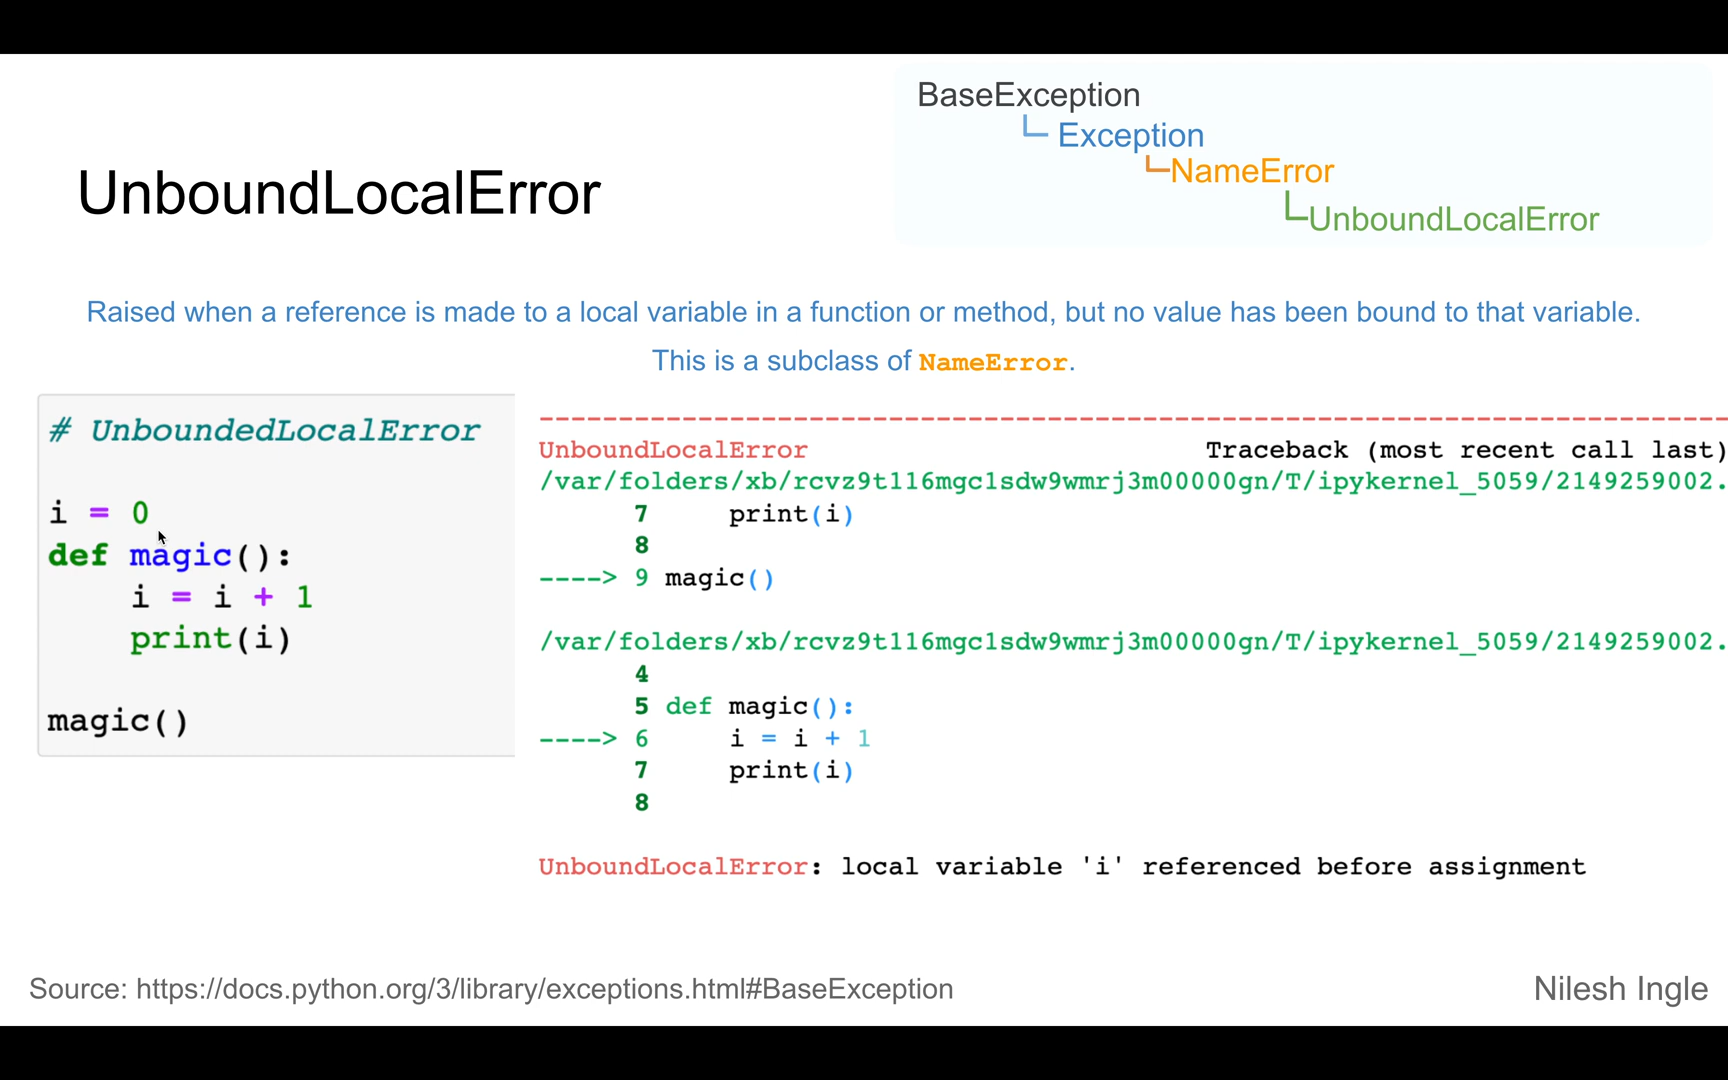 BaseException
Exception
NameError
UnboundLocalError
UnboundLocalError
Raised when a reference is made to a local variable in a function or method, but no value has been bound to that variable.
This is a subclass of NameError.
# UnboundedLocalError
i = 0
def magic():
    i = i + 1
    print(i)
magic()
--------------------------------------------------------------------------
UnboundLocalError Traceback (most recent call last)
/var/folders/xb/rcvz9t116mgc1sdw9wmrj3m00000gn/T/ipykernel_5059/2149259002.
7     print(i)
8
----> 9 magic()
/var/folders/xb/rcvz9t116mgc1sdw9wmrj3m00000gn/T/ipykernel_5059/2149259002.
4
5 def magic():
----> 6     i = i + 1
7     print(i)
8
UnboundLocalError: local variable 'i' referenced before assignment
Source: https://docs.python.org/3/library/exceptions.html#BaseException
Nilesh Ingle